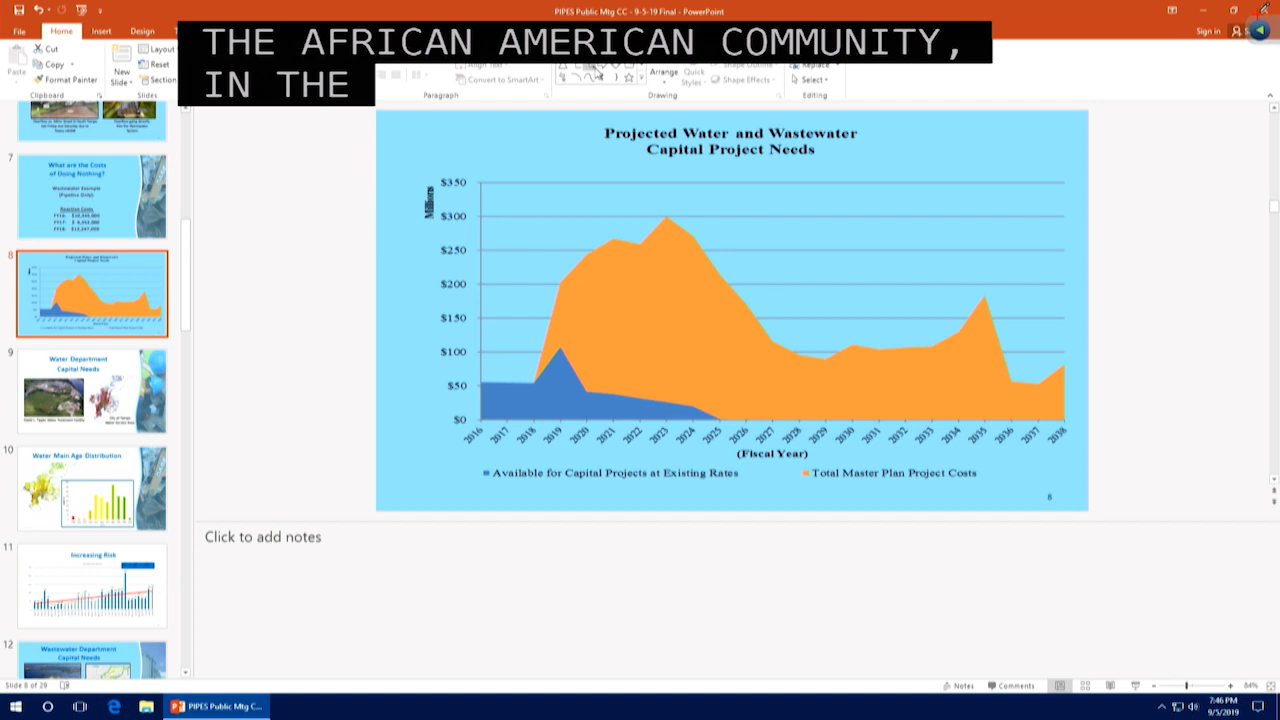 PIPES Public Mtg CC - 9-5-19 Final - PowerPoint
Sign in
File Home Insert Design
THE AFRICAN AMERICAN COMMUNITY,
IN THE
Cut
Copy
Format Painter
Paste
Clipboard
New
Slide
Layout
Reset
Section
Slides
Convert to SmartArt
Paragraph
Arrange
Quick
Styles
Shape Effects
Drawing
Replace
Select
Editing
7
What are the Costs
of Doing Nothing?
Wastewater Example
(Pipeline Only)
8
9
Water Department
Capital Needs
10
Water Main Age Distribution
11
Increasing Risk
12
Wastewater Department
Capital Needs
Projected Water and Wastewater
Capital Project Needs
Millions
$350
$300
$250
$200
$150
$100
$50
$0
2016 2017 2018 2019 2020 2021 2022 2023 2024 2025 2026 2027 2028 2029 2030 2031 2032 2033 2034 2035 2036 2037 2038
(Fiscal Year)
Available for Capital Projects at Existing Rates Total Master Plan Project Costs
8
Click to add notes
Slide 8 of 29
Notes Comments
84%
PIPES Public Mtg C...
7:46 PM
9/5/2019